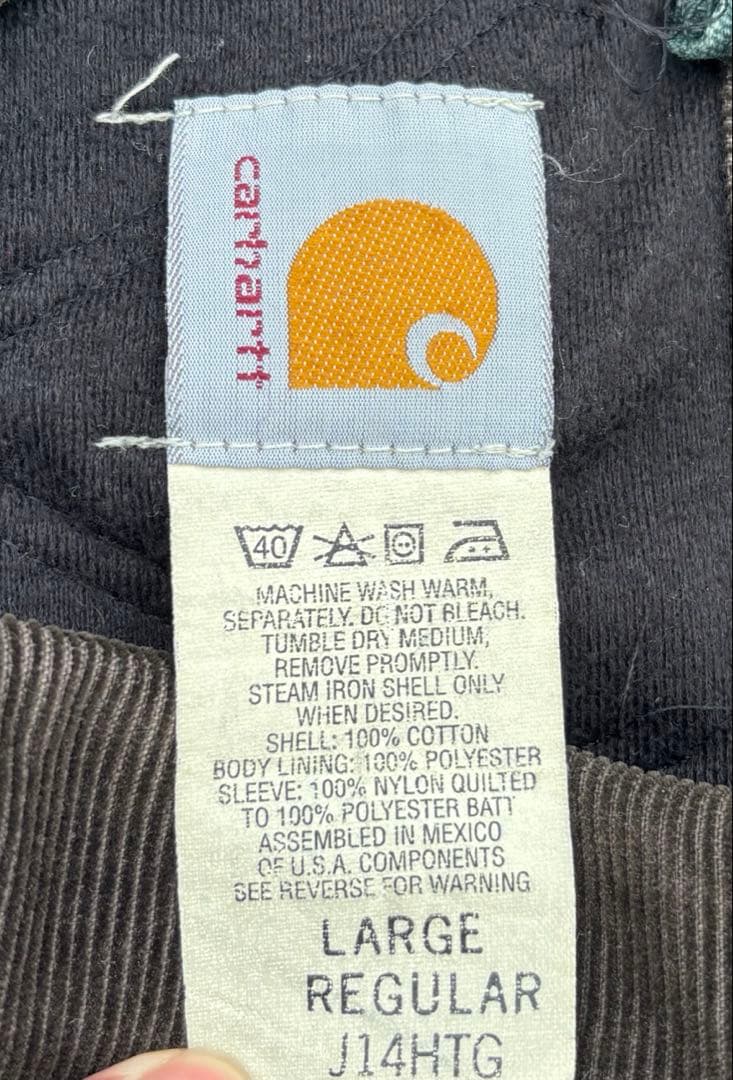 carhartt
40
MACHINE WASH WARM,
SEPARATELY. DO NOT BLEACH.
TUMBLE DRY MEDIUM,
REMOVE PROMPTLY.
STEAM IRON SHELL ONLY
WHEN DESIRED.
SHELL: 100% COTTON
BODY LINING: 100% POLYESTER
SLEEVE: 100% NYLON QUILTED
TO 100% POLYESTER BATT
ASSEMBLED IN MEXICO
OF U.S.A. COMPONENTS
SEE REVERSE FOR WARNING
LARGE
REGULAR
J14HTG